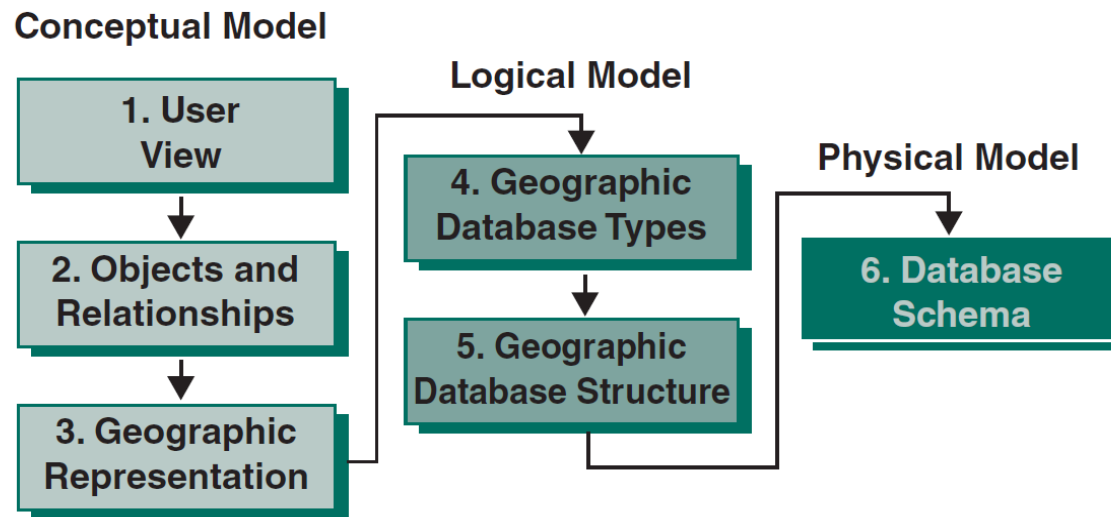 Conceptual Model
1. User
View
2. Objects and
Relationships
3. Geographic
Representation
Logical Model
4. Geographic
Database Types
5. Geographic
Database Structure
Physical Model
6. Database
Schema